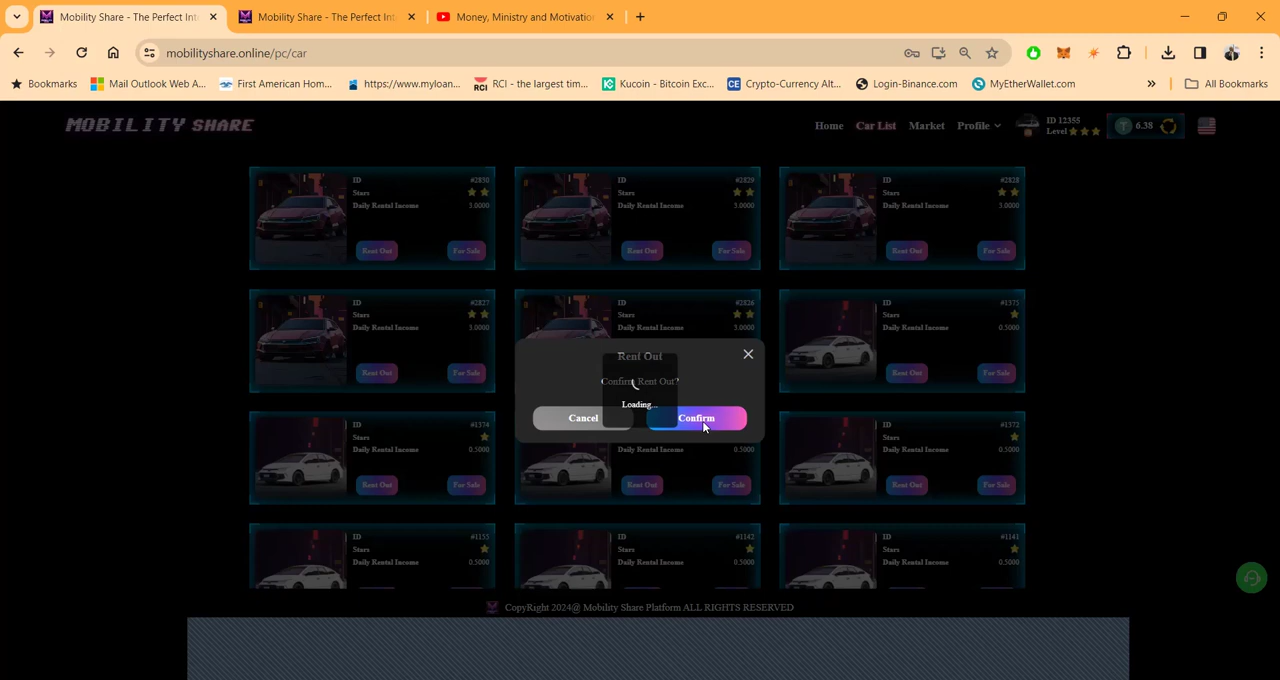 Mobility Share - The Perfect Int
Mobility Share - The Perfect Int
Money, Ministry and Motivation
mobilityshare.online/pc/car
Bookmarks
Mail Outlook Web A...
First American Hom...
https://www.myloan...
RCI - the largest tim...
Kucoin - Bitcoin Exc...
Crypto-Currency Alt...
Login-Binance.com
MyEtherWallet.com
All Bookmarks
MOBILITY SHARE
Home
Car List
Market
Profile
ID 12355
Level
6.38
ID #2830
Stars
Daily Rental Income 3.0000
Rent Out For Sale
ID #2829
Stars
Daily Rental Income 3.0000
Rent Out For Sale
ID #2828
Stars
Daily Rental Income 3.0000
Rent Out For Sale
ID #2827
Stars
Daily Rental Income 3.0000
Rent Out For Sale
ID #2826
Stars
Daily Rental Income 3.0000
ID #1375
Stars
Daily Rental Income 0.5000
Rent Out For Sale
Rent Out
Confirm Rent Out?
Loading...
Cancel
Confirm
ID #1374
Stars
Daily Rental Income 0.5000
Rent Out For Sale
0.5000
Rent Out For Sale
ID #1372
Stars
Daily Rental Income 0.5000
Rent Out For Sale
ID #1155
Stars
Daily Rental Income 0.5000
ID #1142
Stars
Daily Rental Income 0.5000
ID #1141
Stars
Daily Rental Income 0.5000
CopyRight 2024@ Mobility Share Platform ALL RIGHTS RESERVED